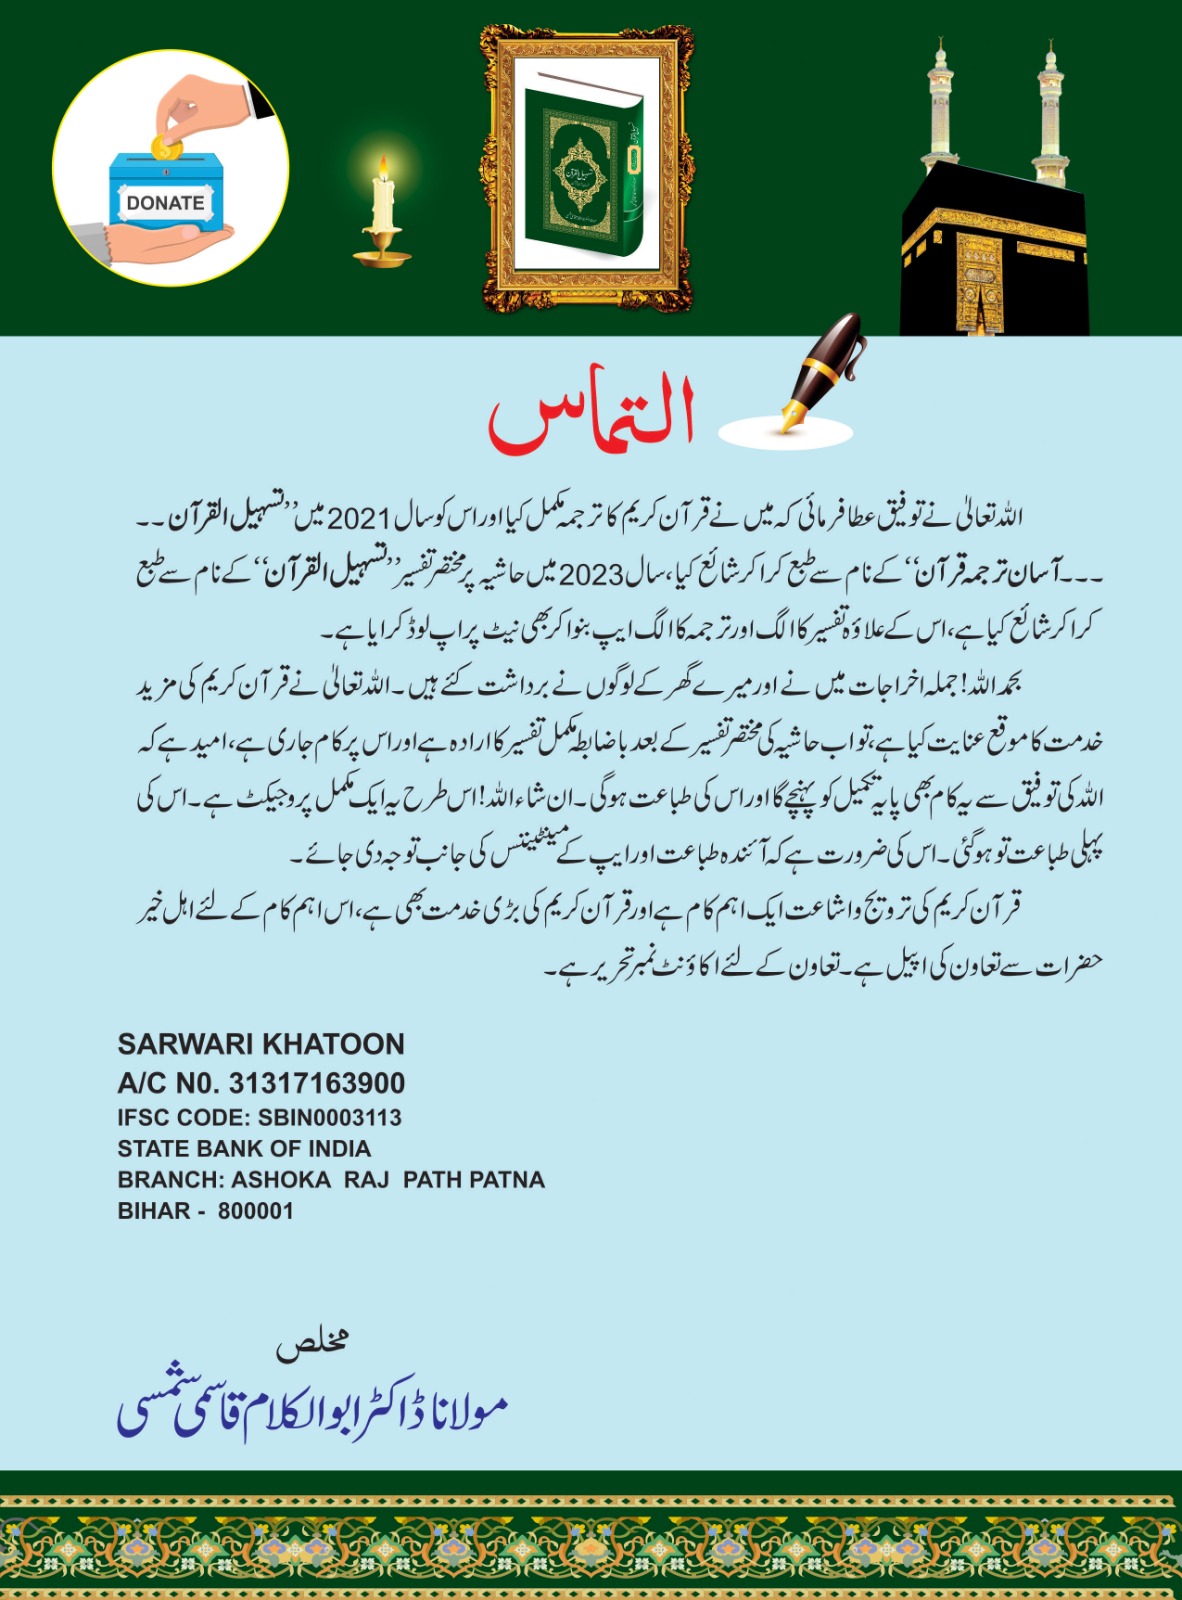 DONATE
تسہیل القرآن
التماس
اللہ تعالیٰ نے توفیق عطا فرمائی کہ میں نے قرآن کریم کا ترجمہ مکمل کیا اور اس کو سال 2021 میں ’’تسہیل القرآن ۔۔
۔۔۔آسان ترجمہ قرآن‘‘ کے نام سے طبع کرا کر شائع کیا، سال 2023 میں حاشیہ پر مختصر تفسیر ’’تسہیل القرآن‘‘ کے نام سے طبع
کرا کر شائع کیا ہے، اس کے علاؤہ تفسیر کا الگ اور ترجمہ کا الگ ایپ بنوا کر بھی نیٹ پر اپ لوڈ کرایا ہے۔
بحمد اللہ! جملہ اخراجات میں نے اور میرے گھر کے لوگوں نے برداشت کئے ہیں۔ اللہ تعالیٰ نے قرآن کریم کی مزید
خدمت کا موقع عنایت کیا ہے، تو اب حاشیہ کی مختصر تفسیر کے بعد باضابطہ مکمل تفسیر کا ارادہ ہے اور اس پر کام جاری ہے، امید ہے کہ
اللہ کی توفیق سے یہ کام بھی پایہ تکمیل کو پہنچے گا اور اس کی طباعت ہوگی۔ ان شاء اللہ! اس طرح یہ ایک مکمل پروجیکٹ ہے۔ اس کی
پہلی طباعت تو ہوگئی۔ اس کی ضرورت ہے کہ آئندہ طباعت اور ایپ کے مینٹیننس کی جانب توجہ دی جائے۔
قرآن کریم کی ترویج و اشاعت ایک اہم کام ہے اور قرآن کریم کی بڑی خدمت بھی ہے، اس اہم کام کے لئے اہل خیر
حضرات سے تعاون کی اپیل ہے۔ تعاون کے لئے اکاؤنٹ نمبر تحریر ہے۔
SARWARI KHATOON
A/C N0. 31317163900
IFSC CODE: SBIN0003113
STATE BANK OF INDIA
BRANCH: ASHOKA RAJ PATH PATNA
BIHAR - 800001
مخلص
مولانا ڈاکٹر ابوالکلام قاسمی شمسی